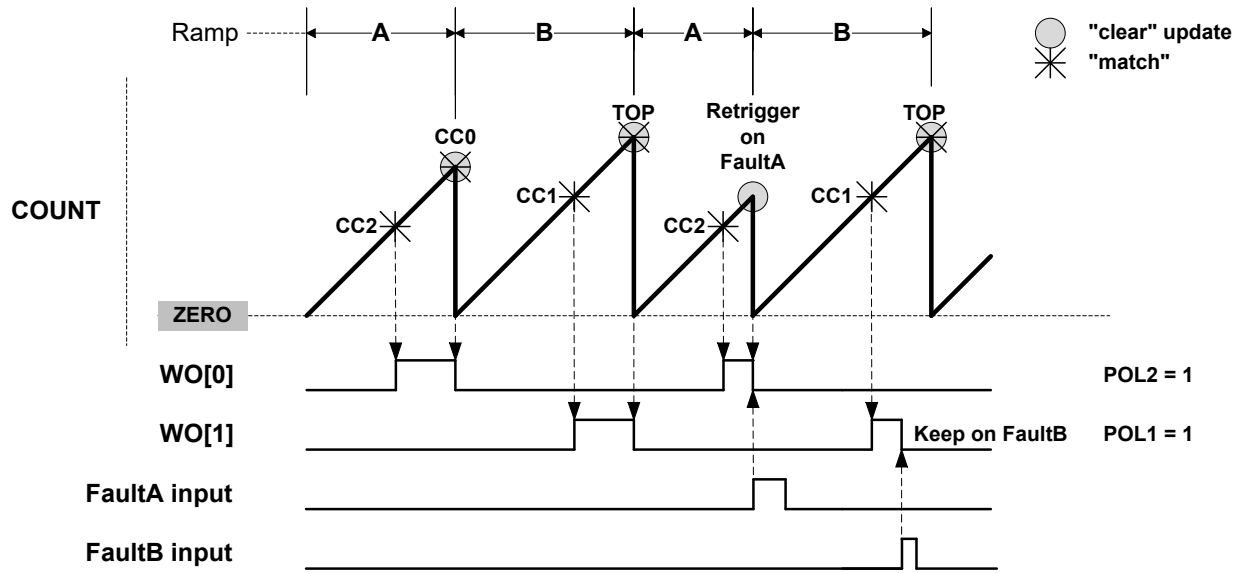 Ramp
A
B
A
B
"clear" update
"match"
COUNT
CC0
TOP
Retrigger
on
FaultA
TOP
CC2
CC1
CC2
CC1
ZERO
WO[0]
POL2 = 1
WO[1]
Keep on FaultB
POL1 = 1
FaultA input
FaultB input